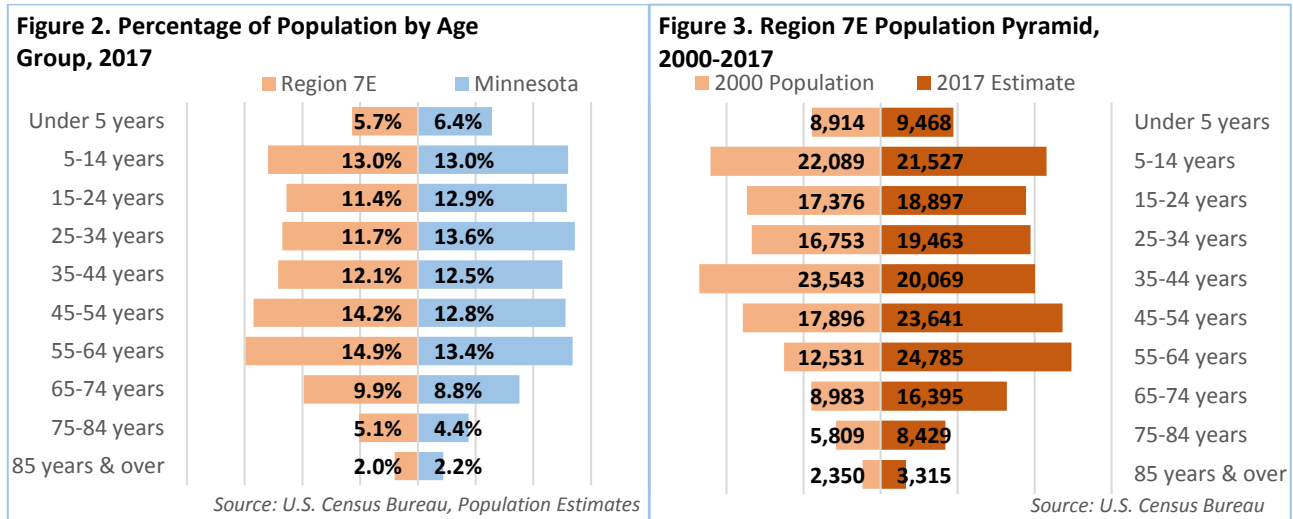 Figure 2. Percentage of Population by Age
Group, 2017
Region 7E Minnesota
Under 5 years 5.7% 6.4%
5-14 years 13.0% 13.0%
15-24 years 11.4% 12.9%
25-34 years 11.7% 13.6%
35-44 years 12.1% 12.5%
45-54 years 14.2% 12.8%
55-64 years 14.9% 13.4%
65-74 years 9.9% 8.8%
75-84 years 5.1% 4.4%
85 years & over 2.0% 2.2%
Source: U.S. Census Bureau, Population Estimates
Figure 3. Region 7E Population Pyramid,
2000-2017
2000 Population 2017 Estimate
8,914 9,468 Under 5 years
22,089 21,527 5-14 years
17,376 18,897 15-24 years
16,753 19,463 25-34 years
23,543 20,069 35-44 years
17,896 23,641 45-54 years
12,531 24,785 55-64 years
8,983 16,395 65-74 years
5,809 8,429 75-84 years
2,350 3,315 85 years & over
Source: U.S. Census Bureau